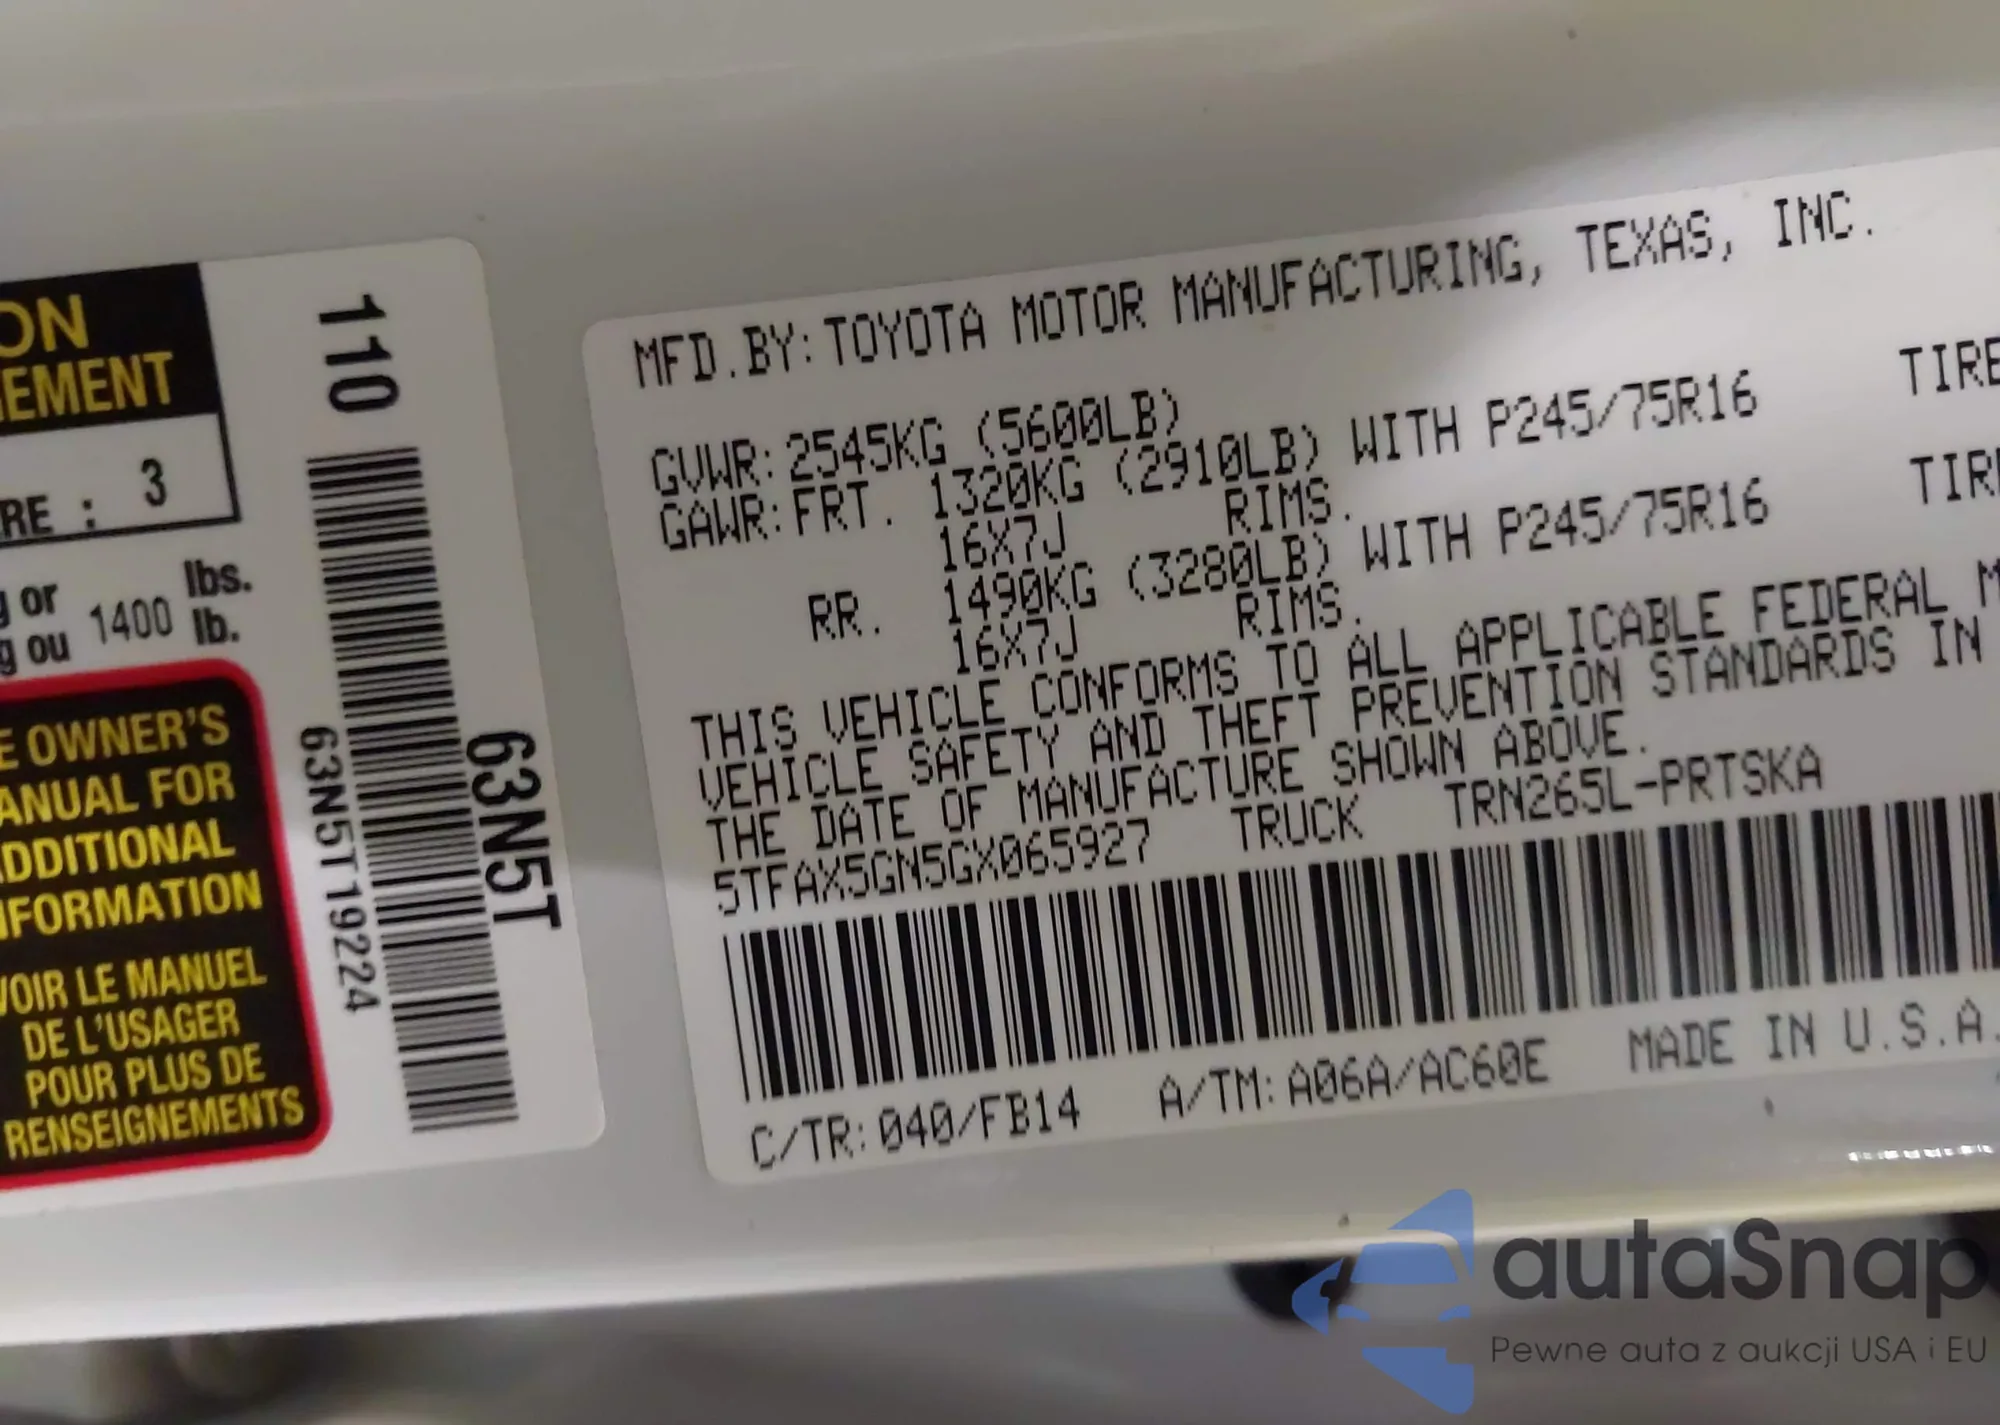 ON
EMENT
RE : 3
g or
g ou 1400 lbs.
lb.
E OWNER'S
ANUAL FOR
DDITIONAL
NFORMATION
VOIR LE MANUEL
DE L'USAGER
POUR PLUS DE
RENSEIGNEMENTS
110
63N5T19224
63N5T
MFD.BY:TOYOTA MOTOR MANUFACTURING, TEXAS, INC.
GVWR:2545KG (5600LB)
GAWR:FRT. 1320KG (2910LB) WITH P245/75R16 TIRE
16X7J RIMS.
RR. 1490KG (3280LB) WITH P245/75R16 TIR
16X7J RIMS.
THIS VEHICLE CONFORMS TO ALL APPLICABLE FEDERAL M
VEHICLE SAFETY AND THEFT PREVENTION STANDARDS IN
THE DATE OF MANUFACTURE SHOWN ABOVE.
5TFAX5GN5GX065927 TRUCK TRN265L-PRTSKA
C/TR:040/FB14 A/TM:A06A/AC60E MADE IN U.S.A.
autaSnap
Pewne auta z aukcji USA i EU